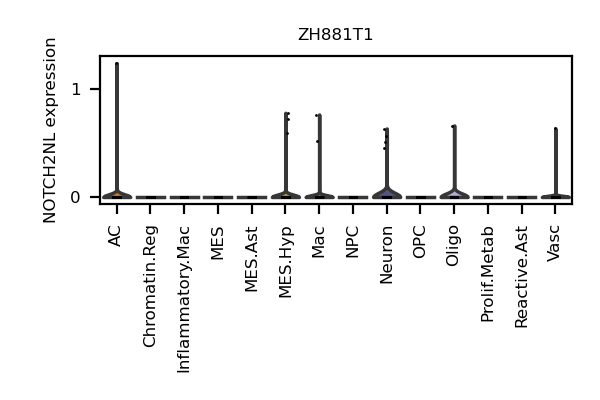 ZH881T1
NOTCH2NL expression
1
0
AC
Chromatin.Reg
Inflammatory.Mac
MES
MES.Ast
MES.Hyp
Mac
NPC
Neuron
OPC
Oligo
Prolif.Metab
Reactive.Ast
Vasc